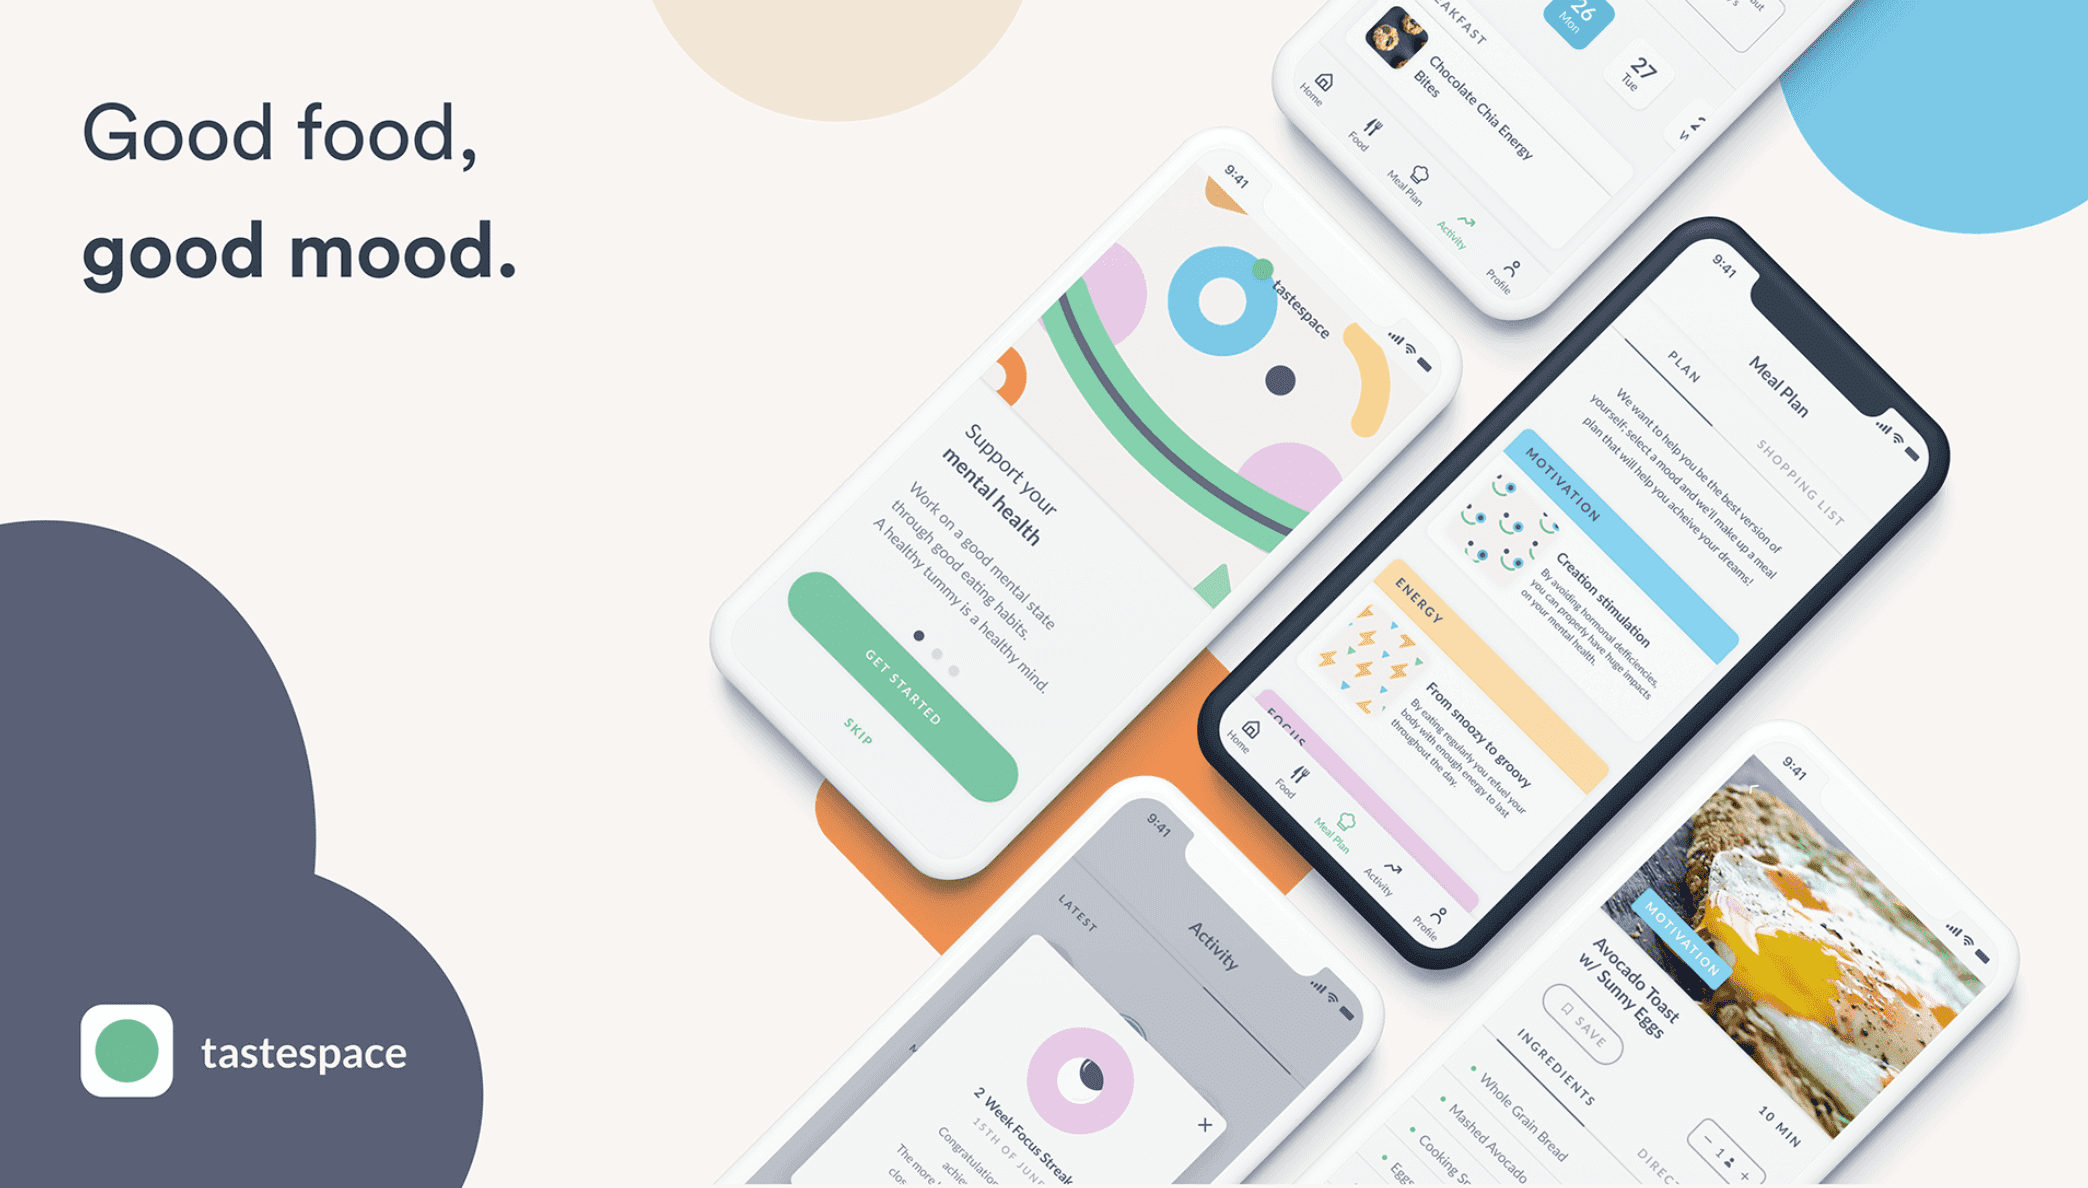 Good food,
good mood.
tastespace
EAKFAST
Chocolate Chia Energy
Bites
26
Mon
27
Tue
Home
Food
Meal Plan
Activity
Profile
9:41
tastespace
Support your
mental health
Work on a good mental state
through good eating habits.
A healthy tummy is a healthy mind.
GET STARTED
SKIP
9:41
Meal Plan
PLAN
SHOPPING LIST
We want to help you be the best version of
yourself; select a mood and we'll make up a meal
plan that will help you acheive your dreams!
MOTIVATION
Creation stimulation
By avoiding hormonal defficiencies,
you can properly have huge impacts
on your mental health.
ENERGY
From snoozy to groovy
By eating regularly you refuel your
body with enough energy to last
throughout the day.
FOCUS
Home
Food
Meal Plan
Activity
Profile
9:41
Activity
LATEST
2 Week Focus Streak
15TH OF JUNE
Congratulation
achie
The more
clos
9:41
MOTIVATION
Avocado Toast
w/ Sunny Eggs
SAVE
10 MIN
INGREDIENTS
DIREC
− 1 +
Whole Grain Bread
Mashed Avocado
Cooking Sp
Eggs